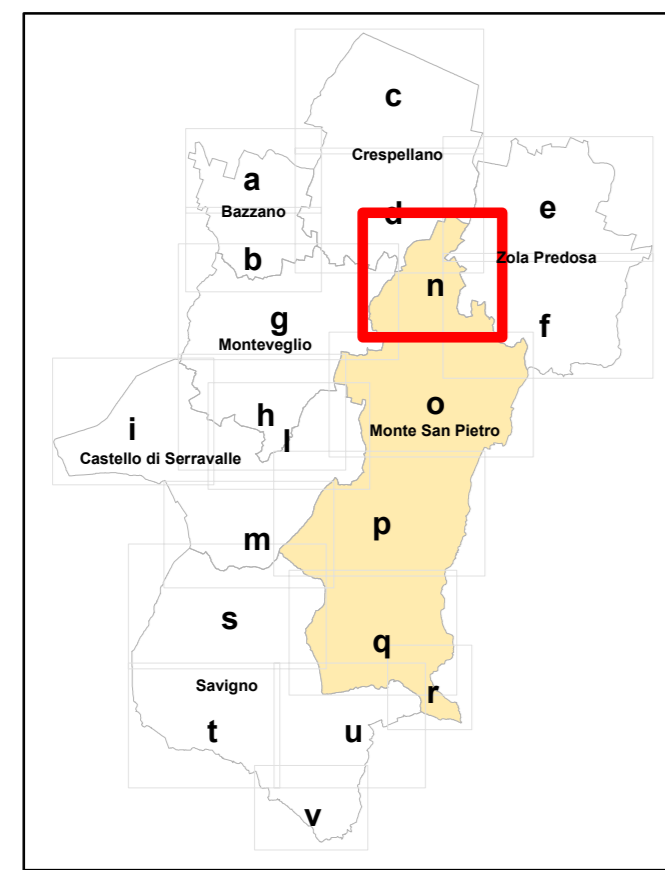 c
Crespellano
a
Bazzano
d
e
b
Zola Predosa
n
g
Monteveglio
f
o
Monte San Pietro
h
i
l
Castello di Serravalle
p
m
s
q
Savigno
r
t
u
v